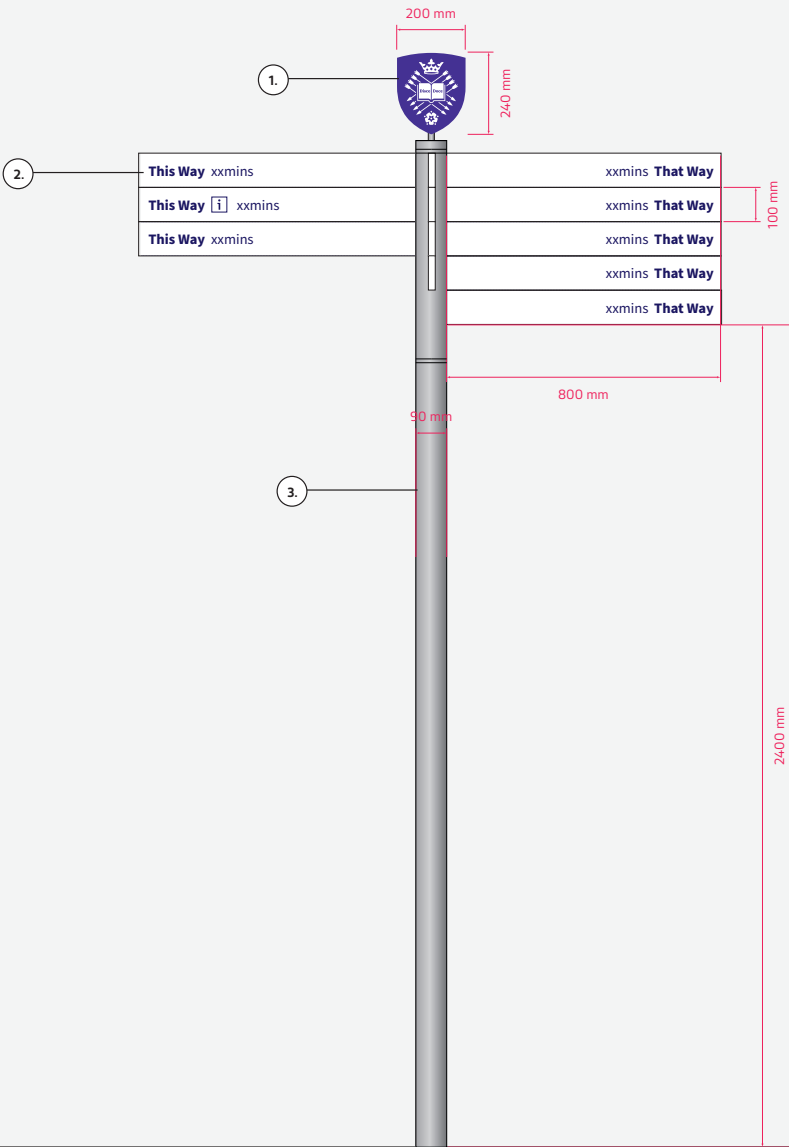 200 mm
1.
Disce Doce
240 mm
2.
This Way xxmins
xxmins That Way
This Way i xxmins
xxmins That Way
100 mm
This Way xxmins
xxmins That Way
xxmins That Way
xxmins That Way
800 mm
90 mm
3.
2400 mm